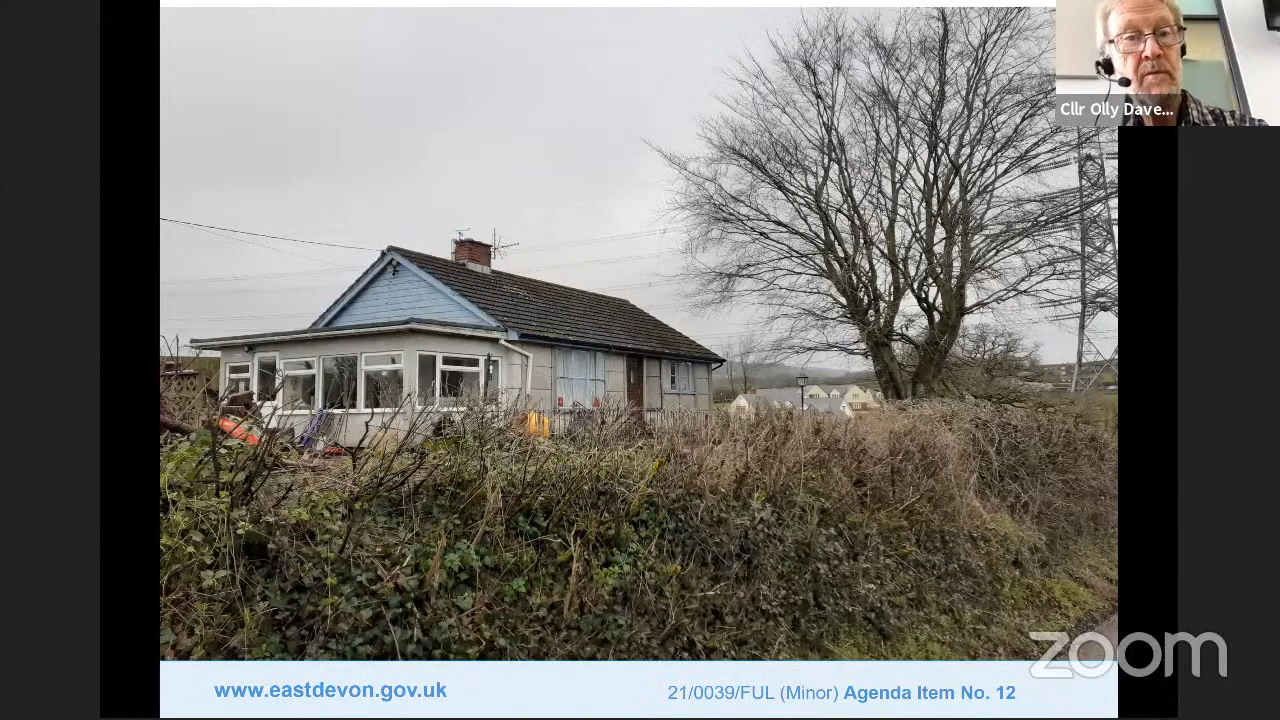 Cllr Olly Dave...
www.eastdevon.gov.uk
21/0039/FUL (Minor) Agenda Item No. 12
zoom